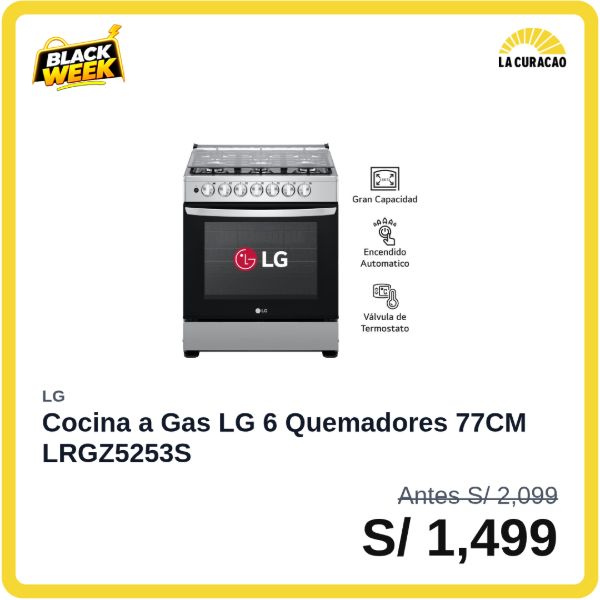 BLACK
WEEK
LA CURACAO
Gran Capacidad
Encendido
Automatico
Válvula de
Termostato
LG
LG
LG
Cocina a Gas LG 6 Quemadores 77CM
LRGZ5253S
Antes S/ 2,099
S/ 1,499